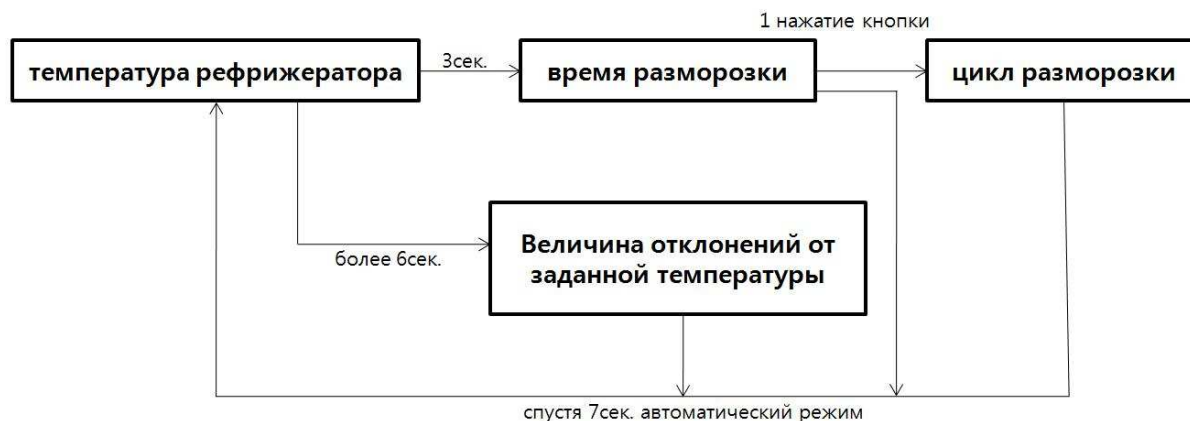 1 нажатие кнопки
температура рефрижератора
3сек.
время разморозки
цикл разморозки
более 6сек.
Величина отклонений от
заданной температуры
спустя 7сек. автоматический режим